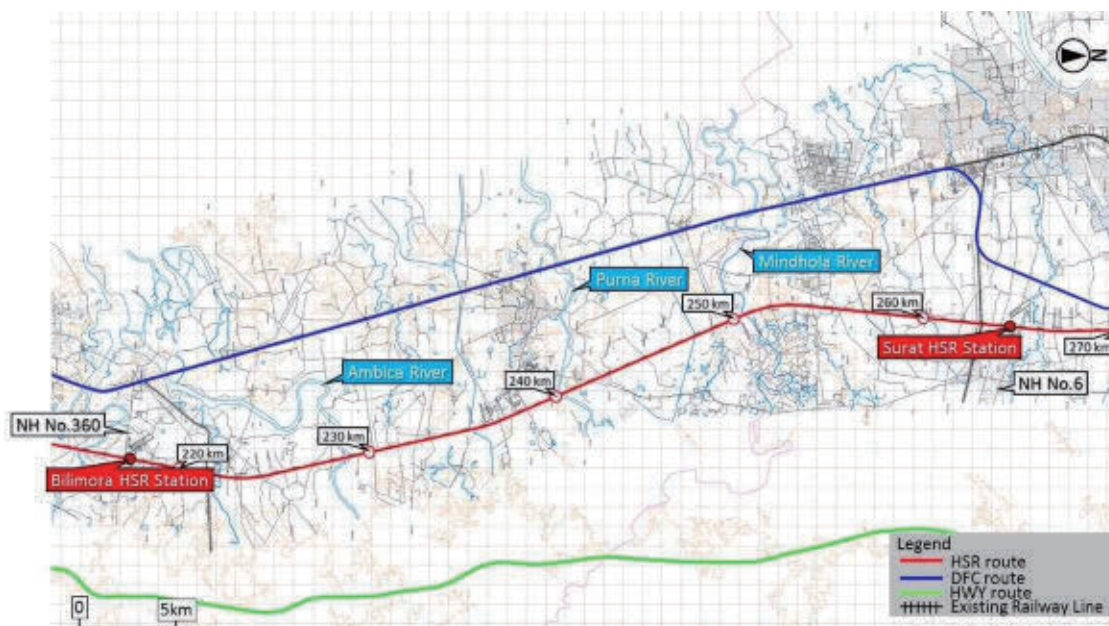 N
Mindhola River
Purna River
250 km
260 km
Surat HSR Station
270 km
Ambica River
240 km
NH No.6
NH No.360
230 km
220 km
Bilimora HSR Station
Legend
HSR route
DFC route
HWY route
Existing Railway Line
0
5km